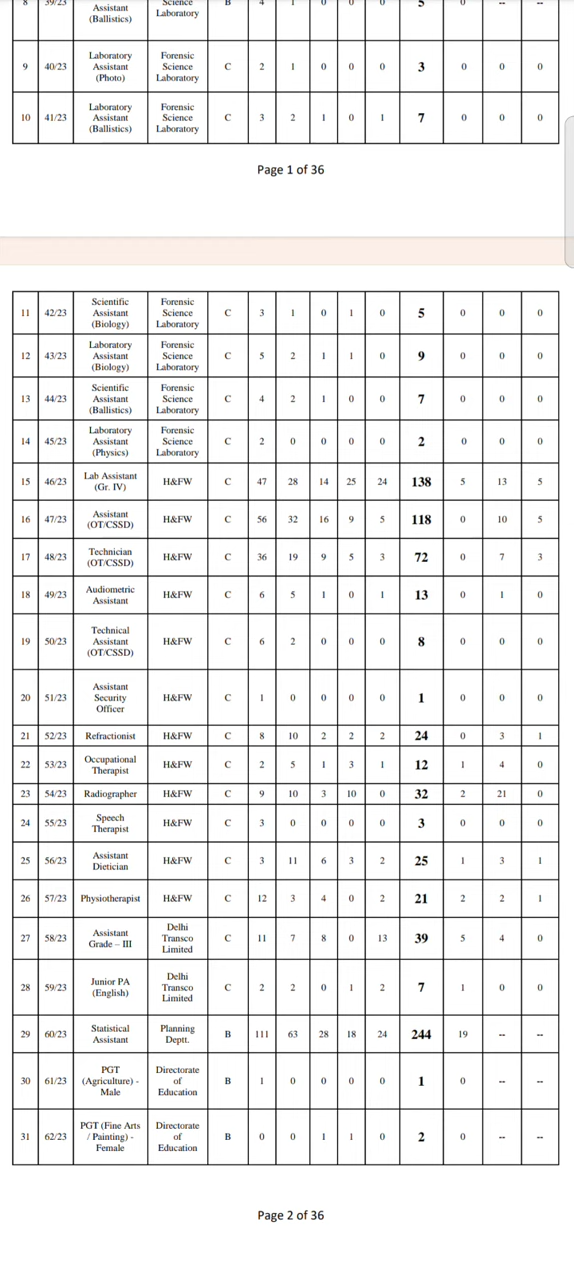 8 39/23 Assistant (Ballistics) Science Laboratory B 4 1 0 0 0 5 0 -- --
9 40/23 Laboratory Assistant (Photo) Forensic Science Laboratory C 2 1 0 0 0 3 0 0 0
10 41/23 Laboratory Assistant (Ballistics) Forensic Science Laboratory C 3 2 1 0 1 7 0 0 0
Page 1 of 36
11 42/23 Scientific Assistant (Biology) Forensic Science Laboratory C 3 1 0 1 0 5 0 0 0
12 43/23 Laboratory Assistant (Biology) Forensic Science Laboratory C 5 2 1 1 0 9 0 0 0
13 44/23 Scientific Assistant (Ballistics) Forensic Science Laboratory C 4 2 1 0 0 7 0 0 0
14 45/23 Laboratory Assistant (Physics) Forensic Science Laboratory C 2 0 0 0 0 2 0 0 0
15 46/23 Lab Assistant (Gr. IV) H&FW C 47 28 14 25 24 138 5 13 5
16 47/23 Assistant (OT/CSSD) H&FW C 56 32 16 9 5 118 0 10 5
17 48/23 Technician (OT/CSSD) H&FW C 36 19 9 5 3 72 0 7 3
18 49/23 Audiometric Assistant H&FW C 6 5 1 0 1 13 0 1 0
19 50/23 Technical Assistant (OT/CSSD) H&FW C 6 2 0 0 0 8 0 0 0
20 51/23 Assistant Security Officer H&FW C 1 0 0 0 0 1 0 0 0
21 52/23 Refractionist H&FW C 8 10 2 2 2 24 0 3 1
22 53/23 Occupational Therapist H&FW C 2 5 1 3 1 12 1 4 0
23 54/23 Radiographer H&FW C 9 10 3 10 0 32 2 21 0
24 55/23 Speech Therapist H&FW C 3 0 0 0 0 3 0 0 0
25 56/23 Assistant Dietician H&FW C 3 11 6 3 2 25 1 3 1
26 57/23 Physiotherapist H&FW C 12 3 4 0 2 21 2 2 1
27 58/23 Assistant Grade – III Delhi Transco Limited C 11 7 8 0 13 39 5 4 0
28 59/23 Junior PA (English) Delhi Transco Limited C 2 2 0 1 2 7 1 0 0
29 60/23 Statistical Assistant Planning Deptt. B 111 63 28 18 24 244 19 -- --
30 61/23 PGT (Agriculture) - Male Directorate of Education B 1 0 0 0 0 1 0 -- --
31 62/23 PGT (Fine Arts / Painting) - Female Directorate of Education B 0 0 1 1 0 2 0 -- --
Page 2 of 36